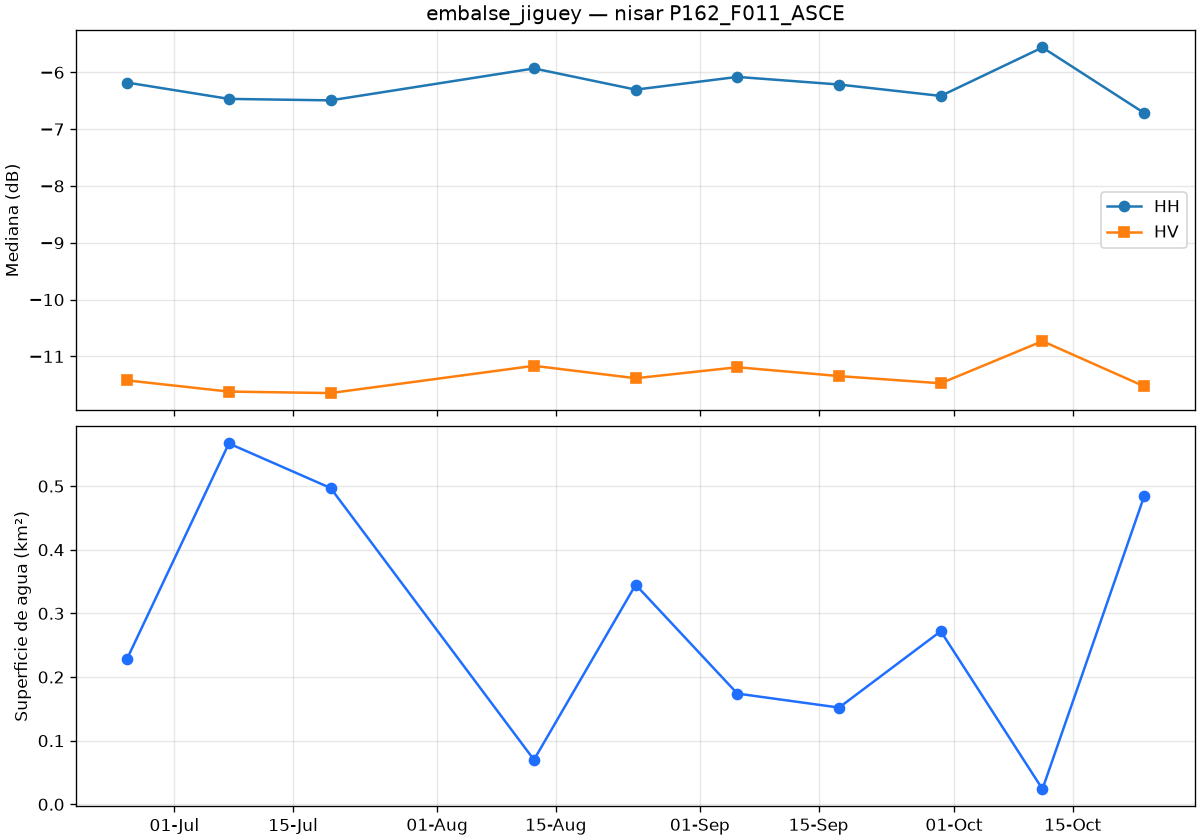 embalse_jiguey — nisar P162_F011_ASCE
Mediana (dB)
−6
−7
−8
−9
−10
−11
HH
HV
Superficie de agua (km²)
0.5
0.4
0.3
0.2
0.1
0.0
01-Jul 15-Jul 01-Aug 15-Aug 01-Sep 15-Sep 01-Oct 15-Oct